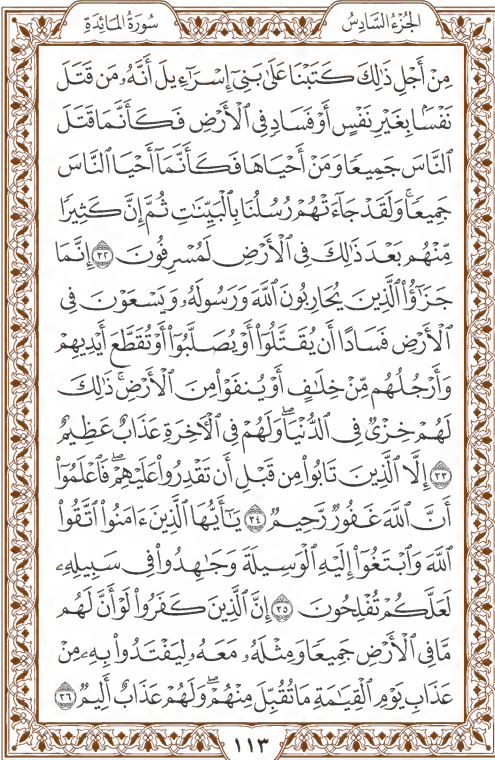 الجُزْءُ السَّادِسُ
سُورَةُ المَائِدَةِ
مِنْ أَجْلِ ذَٰلِكَ كَتَبْنَا عَلَىٰ بَنِيٓ إِسْرَٰٓءِيلَ أَنَّهُۥ مَن قَتَلَ
نَفْسًۢا بِغَيْرِ نَفْسٍ أَوْ فَسَادٍ فِي ٱلْأَرْضِ فَكَأَنَّمَا قَتَلَ
ٱلنَّاسَ جَمِيعًا وَمَنْ أَحْيَاهَا فَكَأَنَّمَآ أَحْيَا ٱلنَّاسَ
جَمِيعًاۚ وَلَقَدْ جَآءَتْهُمْ رُسُلُنَا بِٱلْبَيِّنَٰتِ ثُمَّ إِنَّ كَثِيرًا
مِّنْهُم بَعْدَ ذَٰلِكَ فِي ٱلْأَرْضِ لَمُسْرِفُونَ ٣٢ إِنَّمَا
جَزَٰٓؤُا۟ ٱلَّذِينَ يُحَارِبُونَ ٱللَّهَ وَرَسُولَهُۥ وَيَسْعَوْنَ فِي
ٱلْأَرْضِ فَسَادًا أَن يُقَتَّلُوٓا۟ أَوْ يُصَلَّبُوٓا۟ أَوْ تُقَطَّعَ أَيْدِيهِمْ
وَأَرْجُلُهُم مِّنْ خِلَٰفٍ أَوْ يُنفَوْا۟ مِنَ ٱلْأَرْضِۚ ذَٰلِكَ
لَهُمْ خِزْيٌ فِي ٱلدُّنْيَاۖ وَلَهُمْ فِي ٱلْأٓخِرَةِ عَذَابٌ عَظِيمٌ
٣٣ إِلَّا ٱلَّذِينَ تَابُوا۟ مِن قَبْلِ أَن تَقْدِرُوا۟ عَلَيْهِمْۖ فَٱعْلَمُوٓا۟
أَنَّ ٱللَّهَ غَفُورٌ رَّحِيمٌ ٣٤ يَٰٓأَيُّهَا ٱلَّذِينَ ءَامَنُوا۟ ٱتَّقُوا۟
ٱللَّهَ وَٱبْتَغُوٓا۟ إِلَيْهِ ٱلْوَسِيلَةَ وَجَٰهِدُوا۟ فِي سَبِيلِهِۦ
لَعَلَّكُمْ تُفْلِحُونَ ٣٥ إِنَّ ٱلَّذِينَ كَفَرُوا۟ لَوْ أَنَّ لَهُم
مَّا فِي ٱلْأَرْضِ جَمِيعًا وَمِثْلَهُۥ مَعَهُۥ لِيَفْتَدُوا۟ بِهِۦ مِنْ
عَذَابِ يَوْمِ ٱلْقِيَٰمَةِ مَا تُقُبِّلَ مِنْهُمْۖ وَلَهُمْ عَذَابٌ أَلِيمٌ ٣٦
١١٣